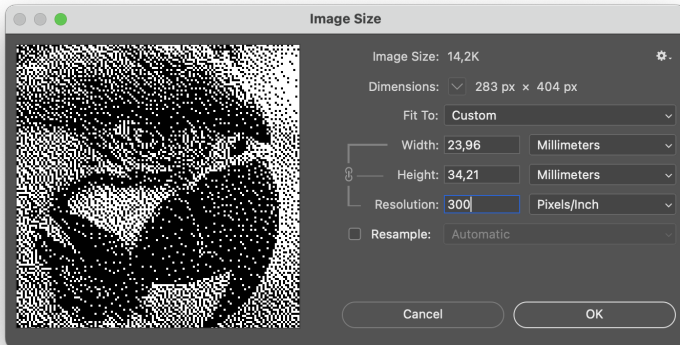 Image Size
Image Size: 14,2K
Dimensions: 283 px × 404 px
Fit To: Custom
Width: 23,96 Millimeters
Height: 34,21 Millimeters
Resolution: 300 Pixels/Inch
Resample: Automatic
Cancel OK